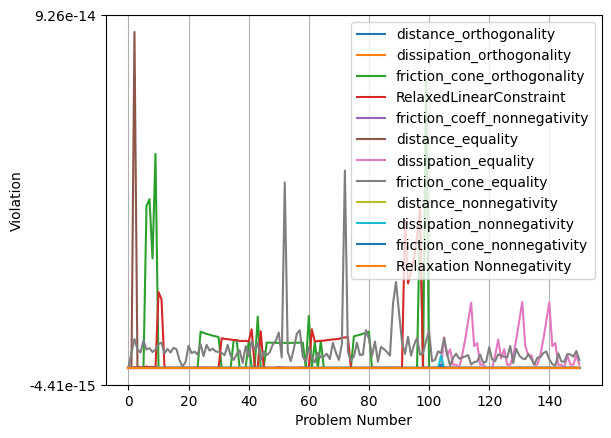 9.26e-14
distance_orthogonality
dissipation_orthogonality
friction_cone_orthogonality
RelaxedLinearConstraint
friction_coeff_nonnegativity
distance_equality
dissipation_equality
friction_cone_equality
distance_nonnegativity
dissipation_nonnegativity
friction_cone_nonnegativity
Relaxation Nonnegativity
Violation
-4.41e-15
0 20 40 60 80 100 120 140
Problem Number